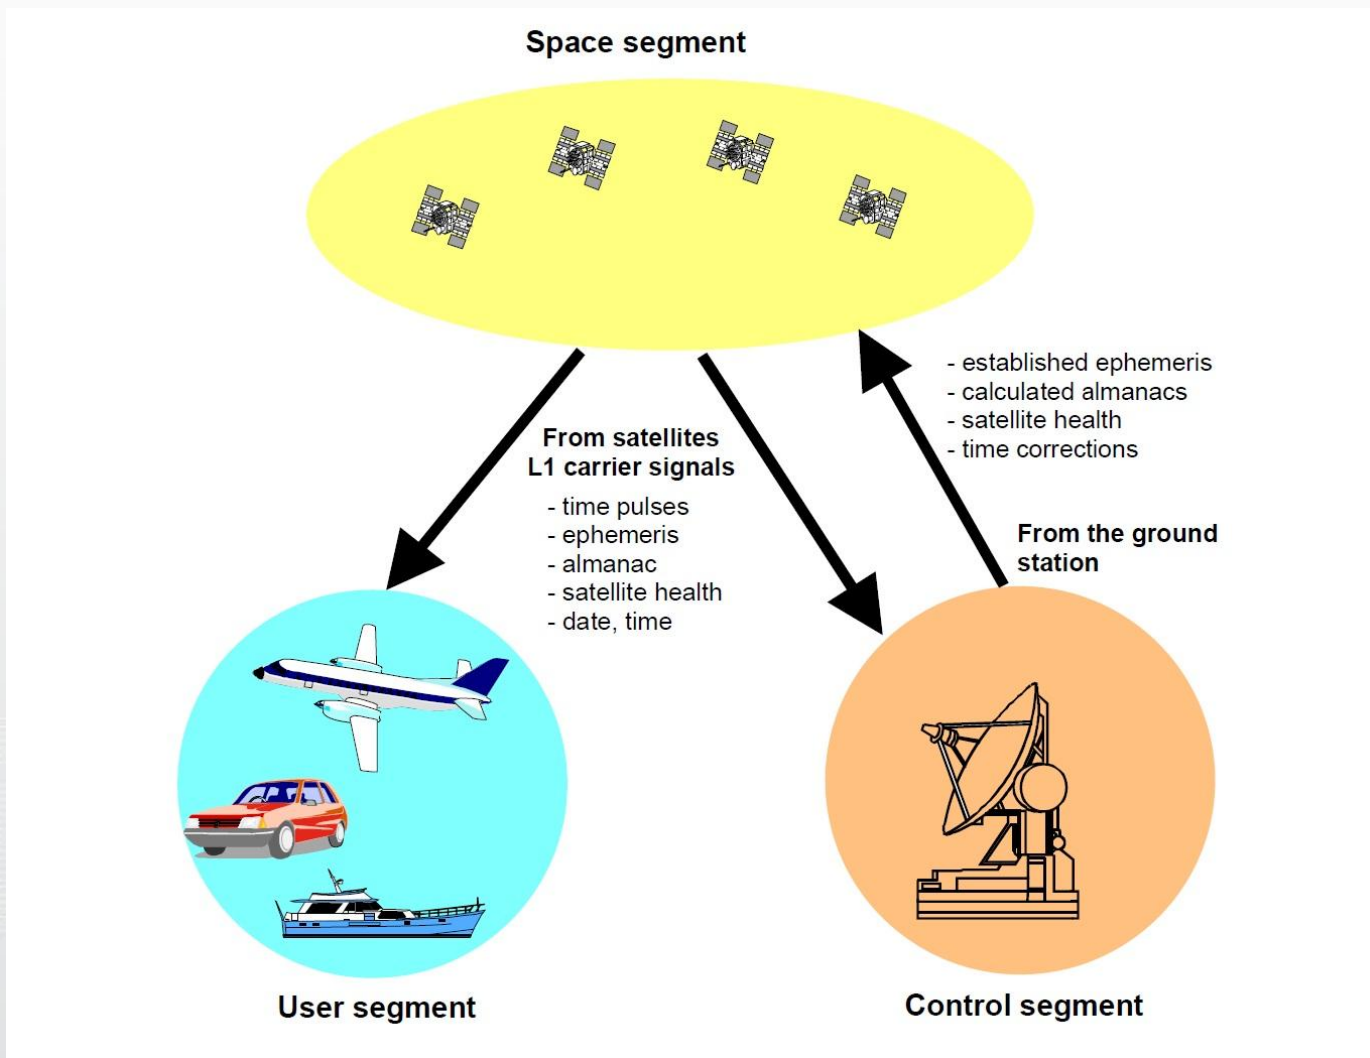 Space segment
- established ephemeris
- calculated almanacs
- satellite health
- time corrections
From satellites
L1 carrier signals
- time pulses
- ephemeris
- almanac
- satellite health
- date, time
From the ground
station
User segment
Control segment